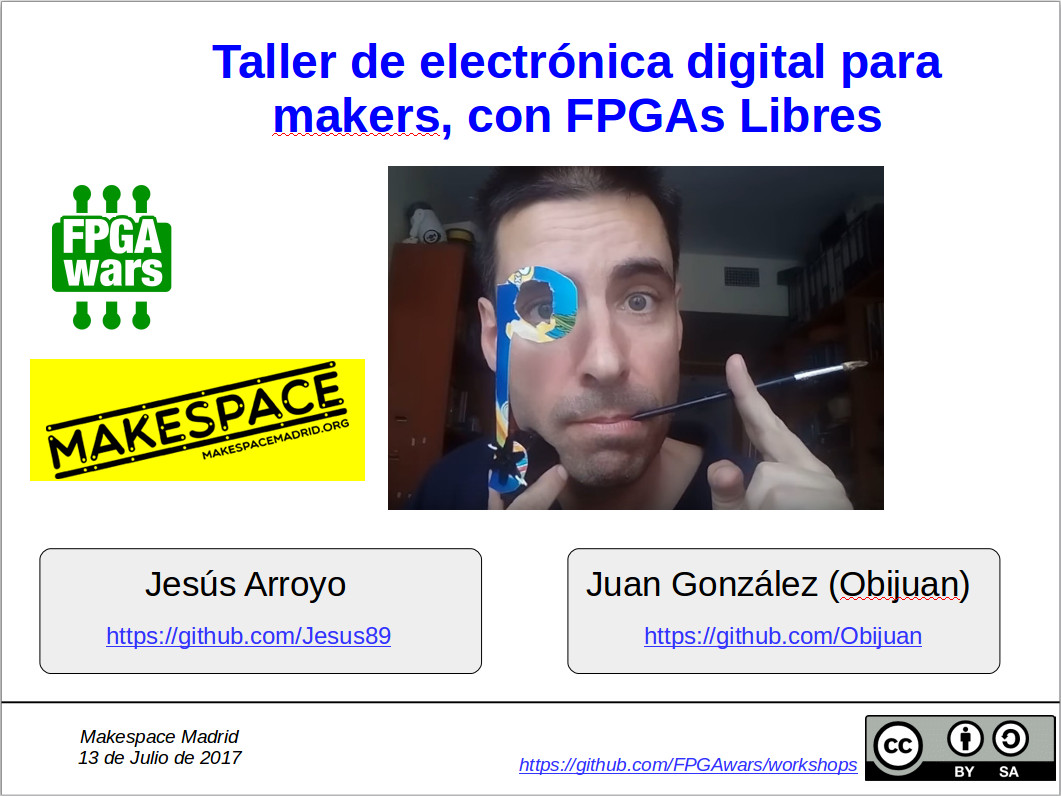 Taller de electrónica digital para
makers, con FPGAs Libres
FPGA
wars
MAKESPACE
MAKESPACEMADRID.ORG
Jesús Arroyo
https://github.com/Jesus89
Juan González (Obijuan)
https://github.com/Obijuan
Makespace Madrid
13 de Julio de 2017
https://github.com/FPGAwars/workshops
cc
BY SA